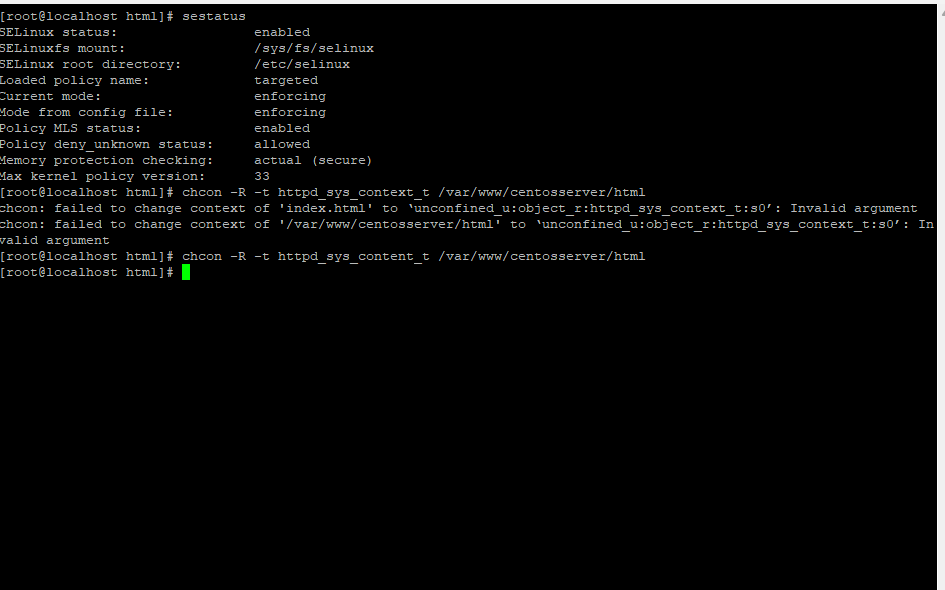 [root@localhost html]# sestatus
SELinux status:                 enabled
SELinuxfs mount:                /sys/fs/selinux
SELinux root directory:         /etc/selinux
Loaded policy name:             targeted
Current mode:                   enforcing
Mode from config file:          enforcing
Policy MLS status:              enabled
Policy deny_unknown status:     allowed
Memory protection checking:     actual (secure)
Max kernel policy version:      33
[root@localhost html]# chcon -R -t httpd_sys_context_t /var/www/centosserver/html
chcon: failed to change context of 'index.html' to ‘unconfined_u:object_r:httpd_sys_context_t:s0’: Invalid argument
chcon: failed to change context of '/var/www/centosserver/html' to ‘unconfined_u:object_r:httpd_sys_context_t:s0’: In
valid argument
[root@localhost html]# chcon -R -t httpd_sys_content_t /var/www/centosserver/html
[root@localhost html]#